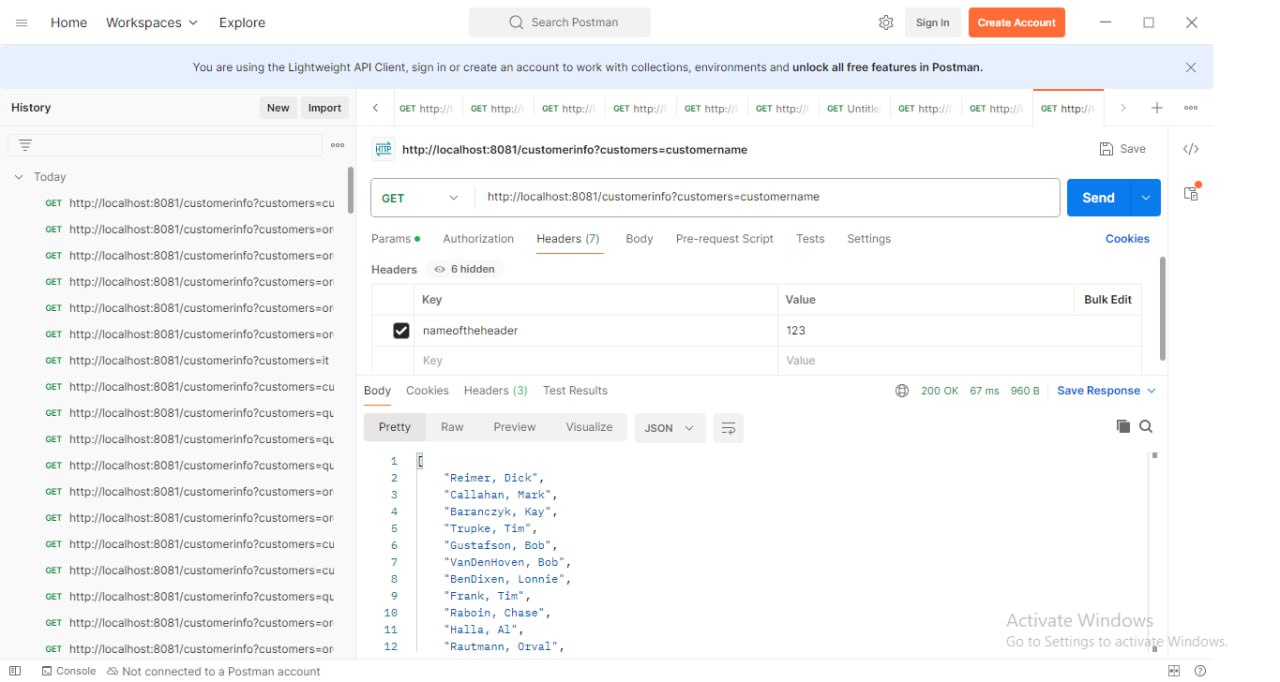 Home Workspaces Explore Search Postman Sign In Create Account
You are using the Lightweight API Client, sign in or create an account to work with collections, environments and unlock all free features in Postman.
History New Import
GET http://l GET http:// GET http:// GET http:// GET http:// GET http:// GET Untitle GET http:// GET http:// GET http://
HTTP http://localhost:8081/customerinfo?customers=customername Save
Today
GET http://localhost:8081/customerinfo?customers=cu
GET http://localhost:8081/customerinfo?customers=or
GET http://localhost:8081/customerinfo?customers=or
GET http://localhost:8081/customerinfo?customers=or
GET http://localhost:8081/customerinfo?customers=or
GET http://localhost:8081/customerinfo?customers=or
GET http://localhost:8081/customerinfo?customers=it
GET http://localhost:8081/customerinfo?customers=cu
GET http://localhost:8081/customerinfo?customers=qu
GET http://localhost:8081/customerinfo?customers=qu
GET http://localhost:8081/customerinfo?customers=qu
GET http://localhost:8081/customerinfo?customers=or
GET http://localhost:8081/customerinfo?customers=or
GET http://localhost:8081/customerinfo?customers=cu
GET http://localhost:8081/customerinfo?customers=cu
GET http://localhost:8081/customerinfo?customers=qu
GET http://localhost:8081/customerinfo?customers=or
GET http://localhost:8081/customerinfo?customers=or
GET http://localhost:8081/customerinfo?customers=customername Send
Params Authorization Headers (7) Body Pre-request Script Tests Settings Cookies
Headers 6 hidden
Key Value Bulk Edit
nameoftheheader 123
Key Value
Body Cookies Headers (3) Test Results 200 OK 67 ms 960 B Save Response
Pretty Raw Preview Visualize JSON
1 [
2 "Reimer, Dick",
3 "Callahan, Mark",
4 "Baranczyk, Kay",
5 "Trupke, Tim",
6 "Gustafson, Bob",
7 "VanDenHoven, Bob",
8 "BenDixen, Lonnie",
9 "Frank, Tim",
10 "Raboin, Chase",
11 "Halla, Al",
12 "Rautmann, Orval",
Activate Windows
Go to Settings to activate Windows.
Console Not connected to a Postman account